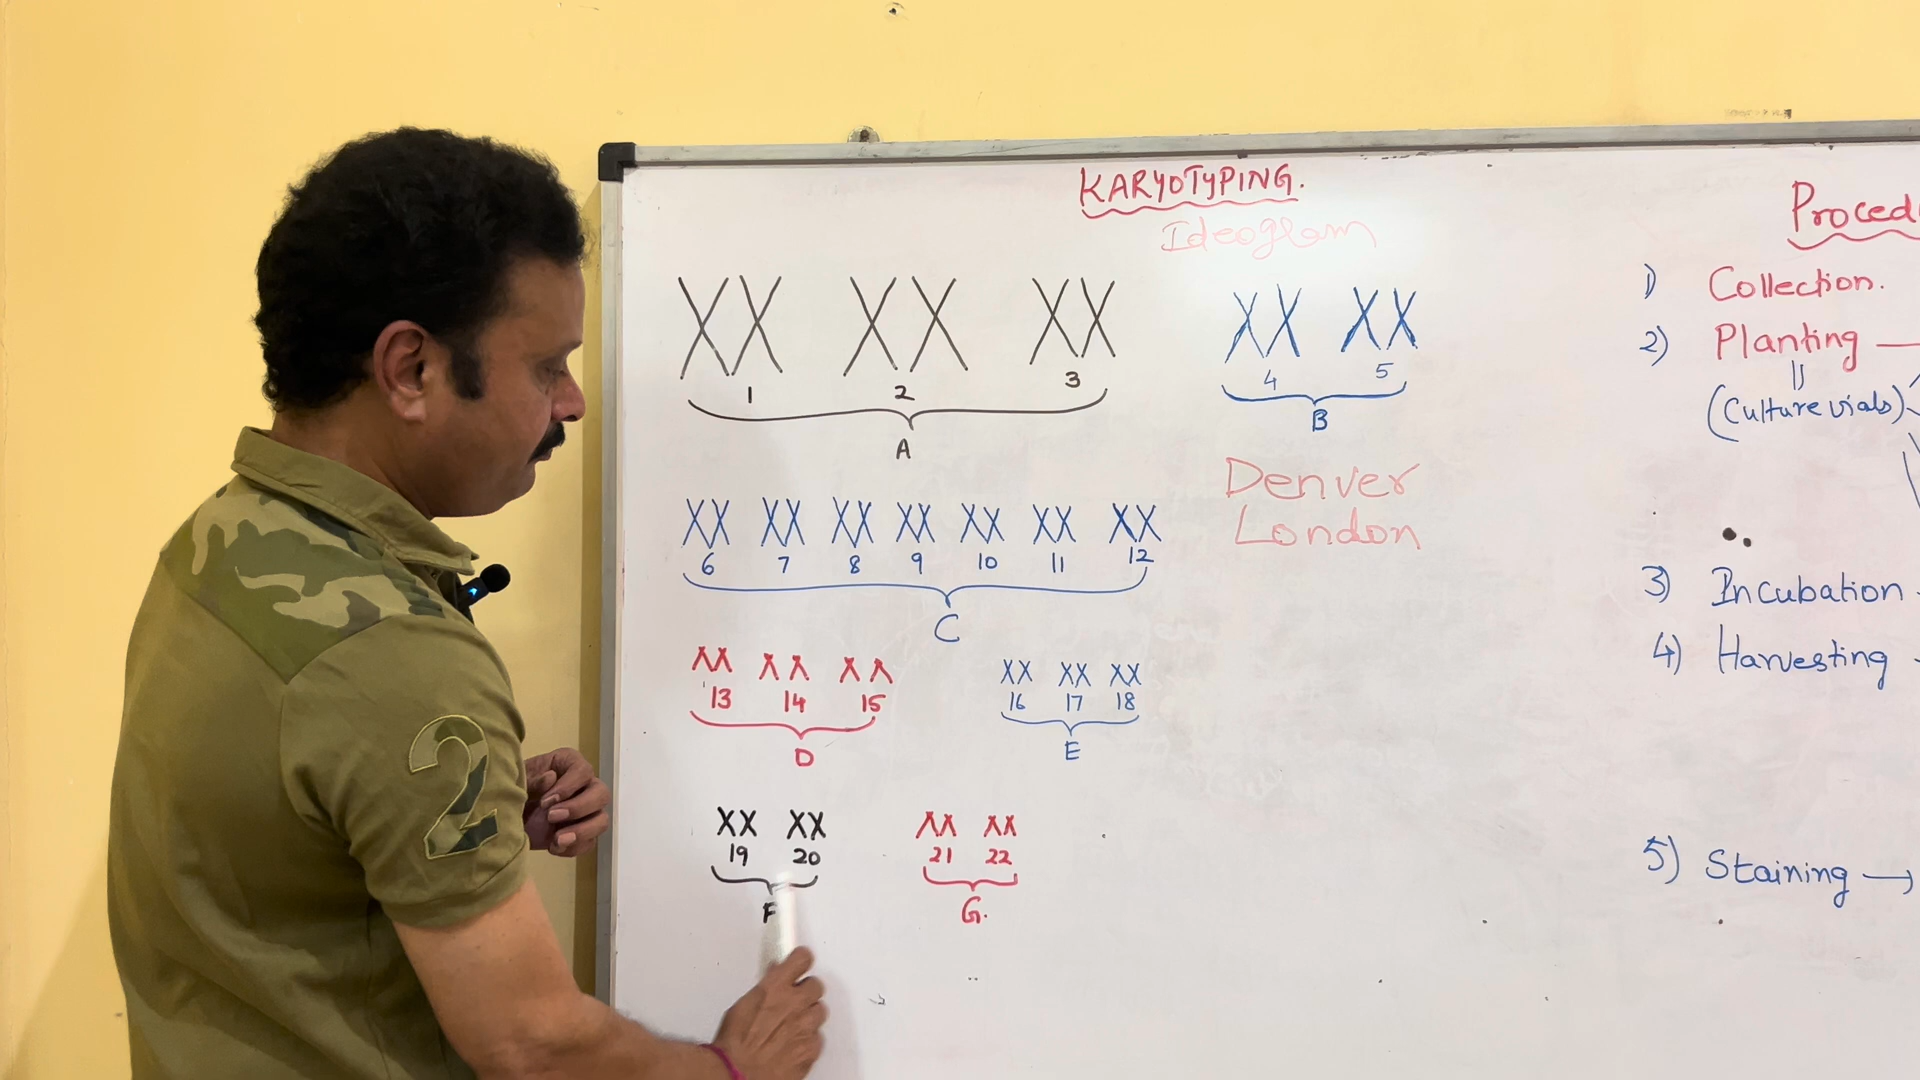 KARYOTYPING.
Ideogram
1 2 3
A
4 5
B
6 7 8 9 10 11 12
C
Denver
London
13 14 15
D
16 17 18
E
19 20
F
21 22
G.
Proced
1) Collection.
2) Planting
(Culture vials)
3) Incubation
4) Harvesting
5) Staining →
2